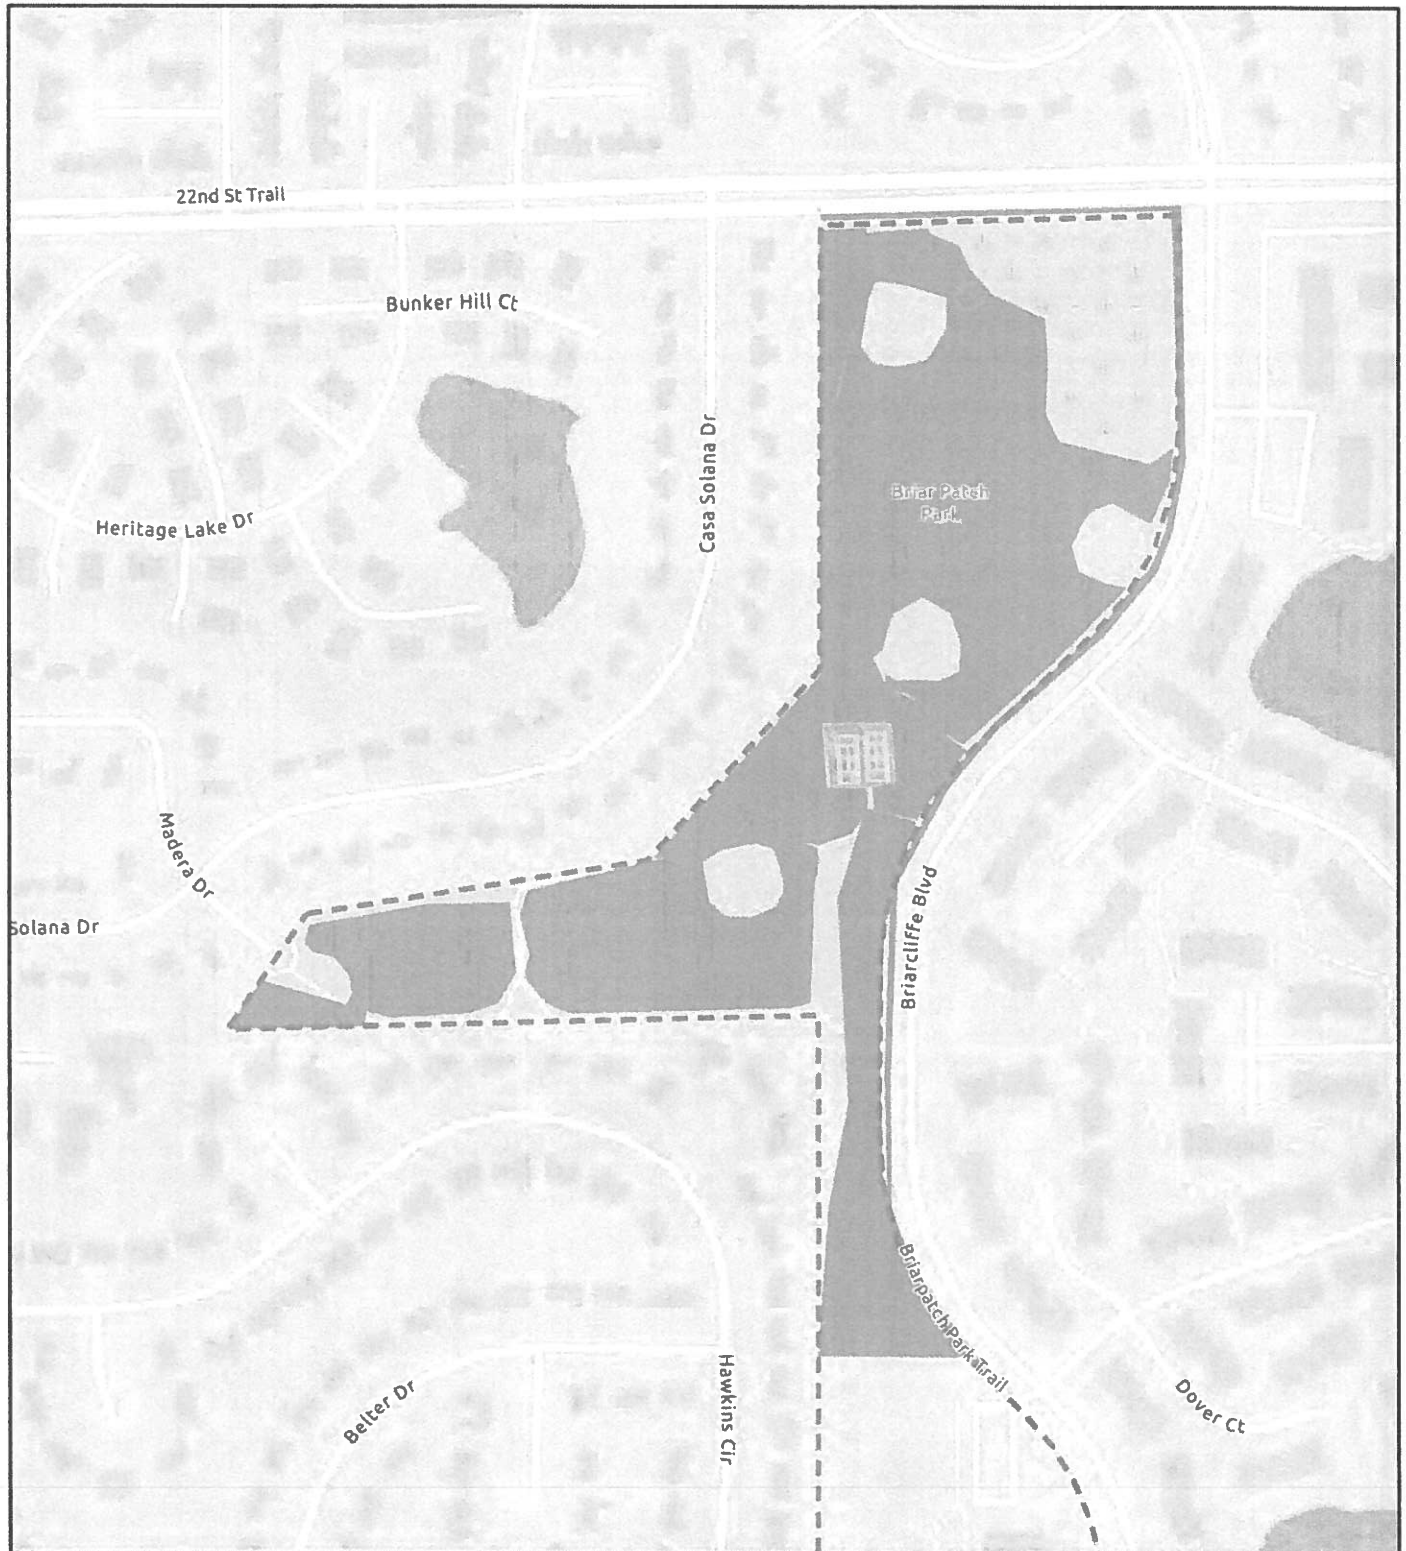 22nd St Trail
Bunker Hill Ct
Casa Solana Dr
Briar Patch
Park
Heritage Lake Dr
Madera Dr
Solana Dr
Briarcliffe Blvd
Briarpatch Park Trail
Hawkins Cir
Belter Dr
Dover Ct